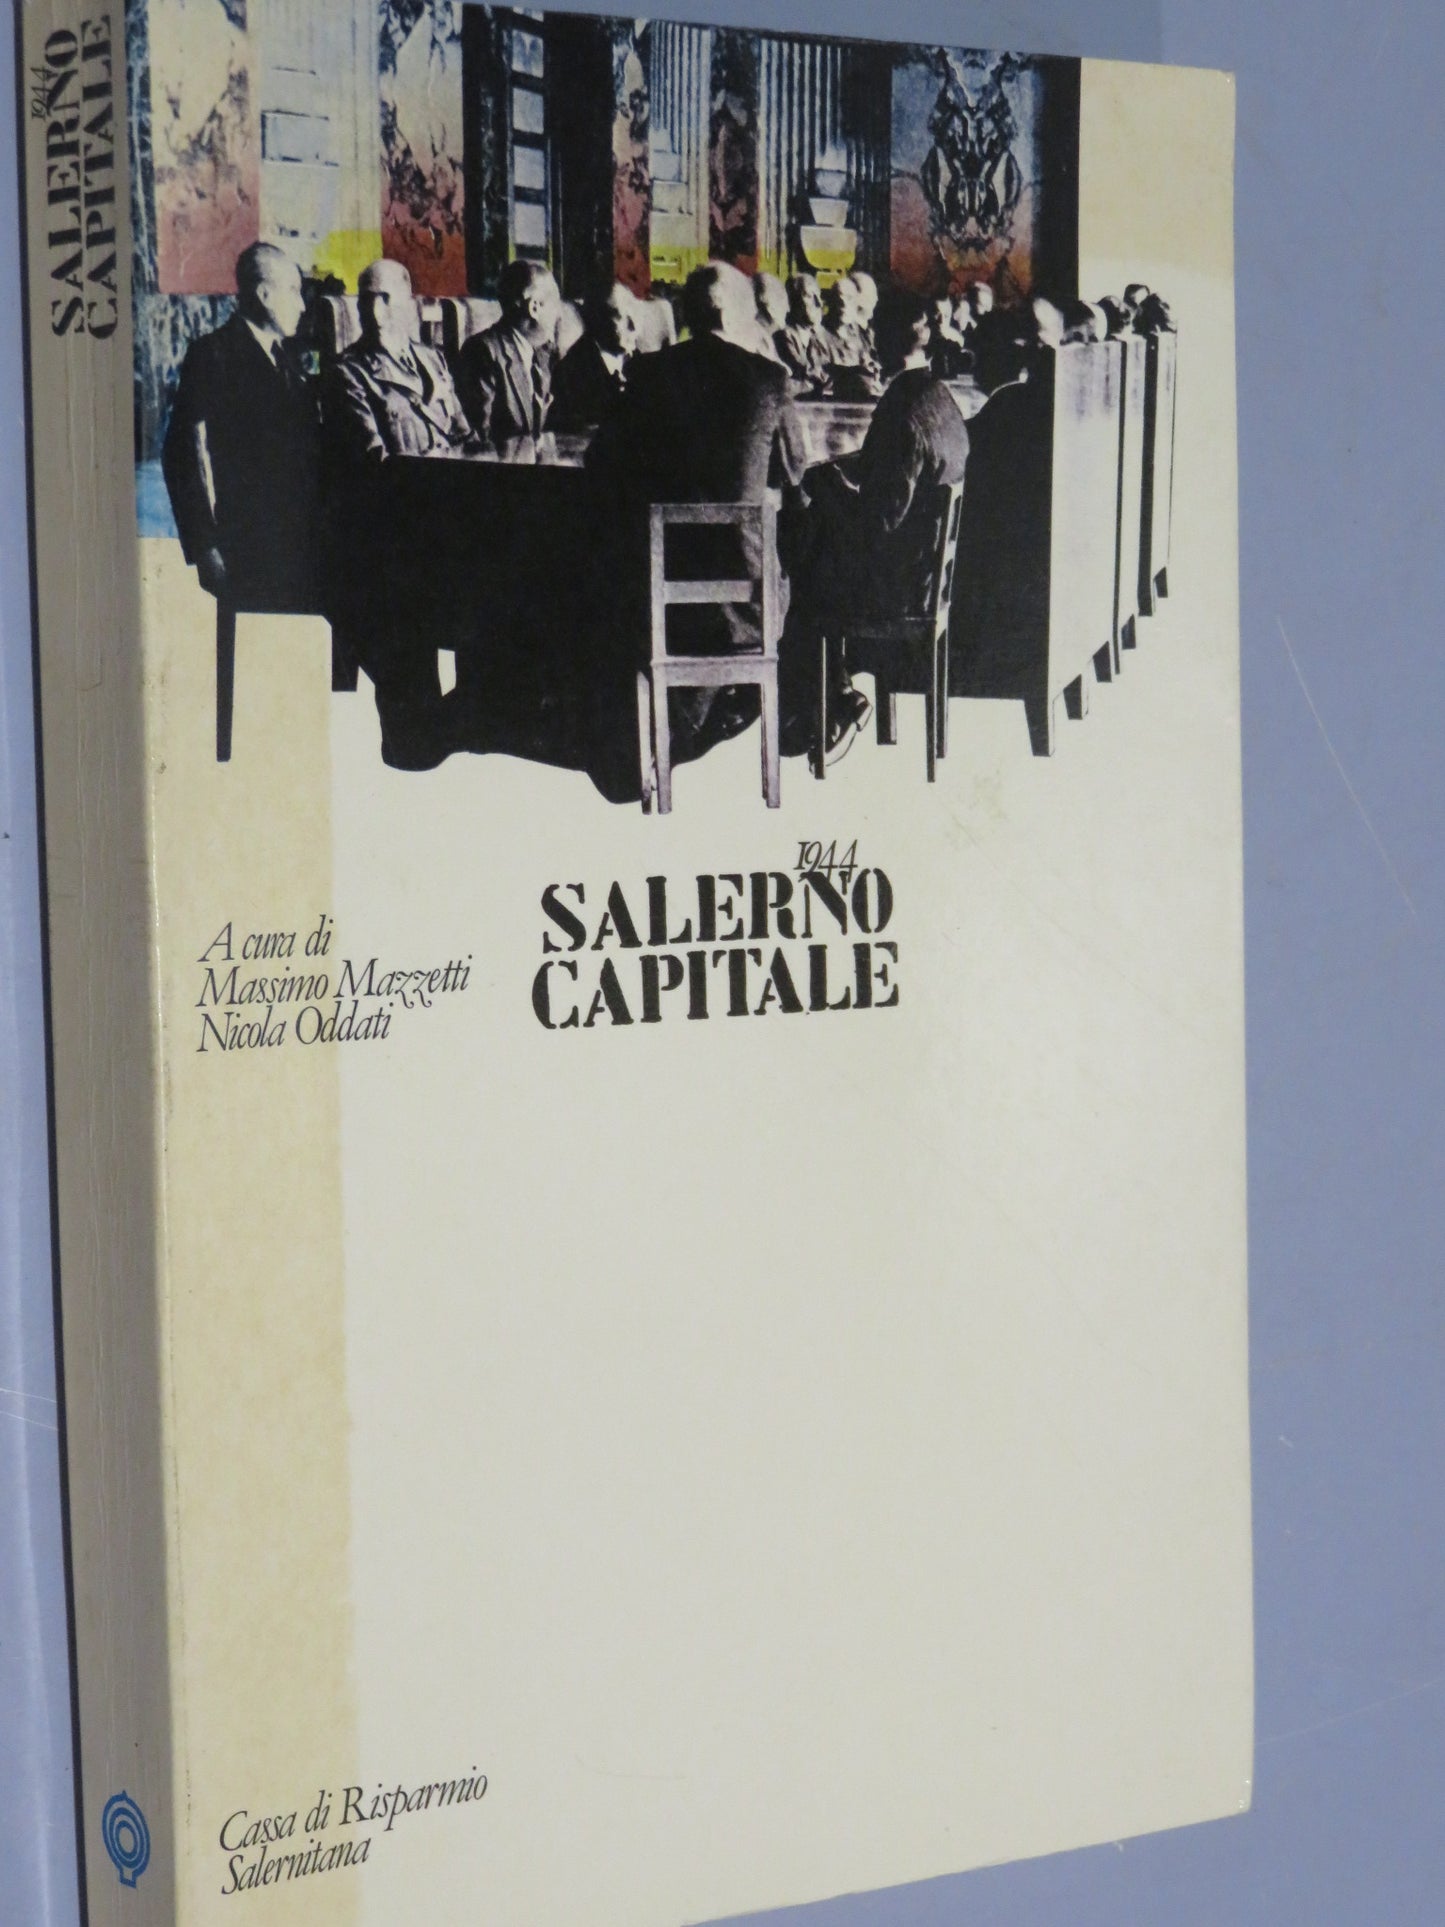 1944
SALERNO
CAPITALE
1944
SALERNO
CAPITALE
A cura di
Massimo Mazzetti
Nicola Oddati
Cassa di Risparmio
Salernitana